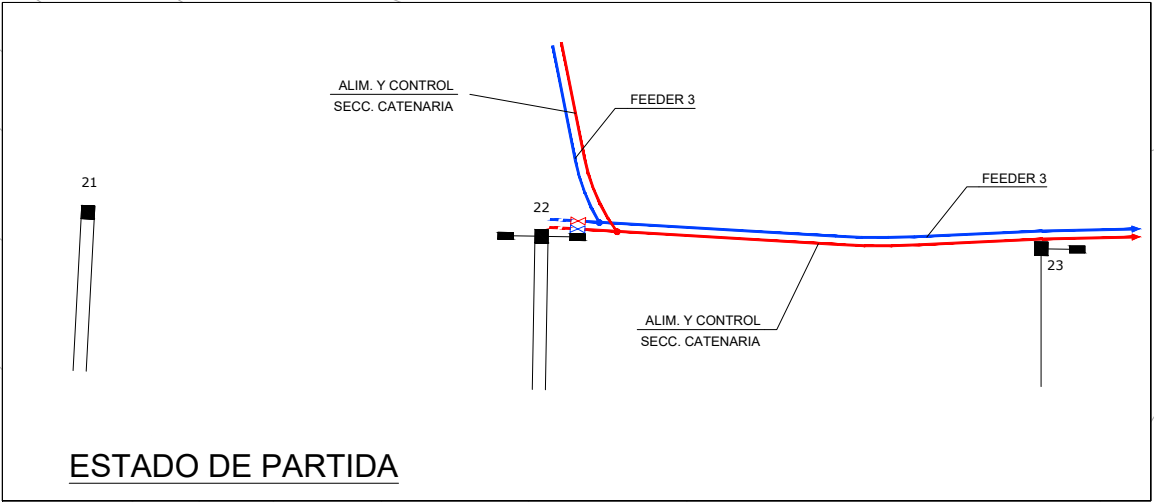 ALIM. Y CONTROL
SECC. CATENARIA
FEEDER 3
21
22
FEEDER 3
23
ALIM. Y CONTROL
SECC. CATENARIA
ESTADO DE PARTIDA